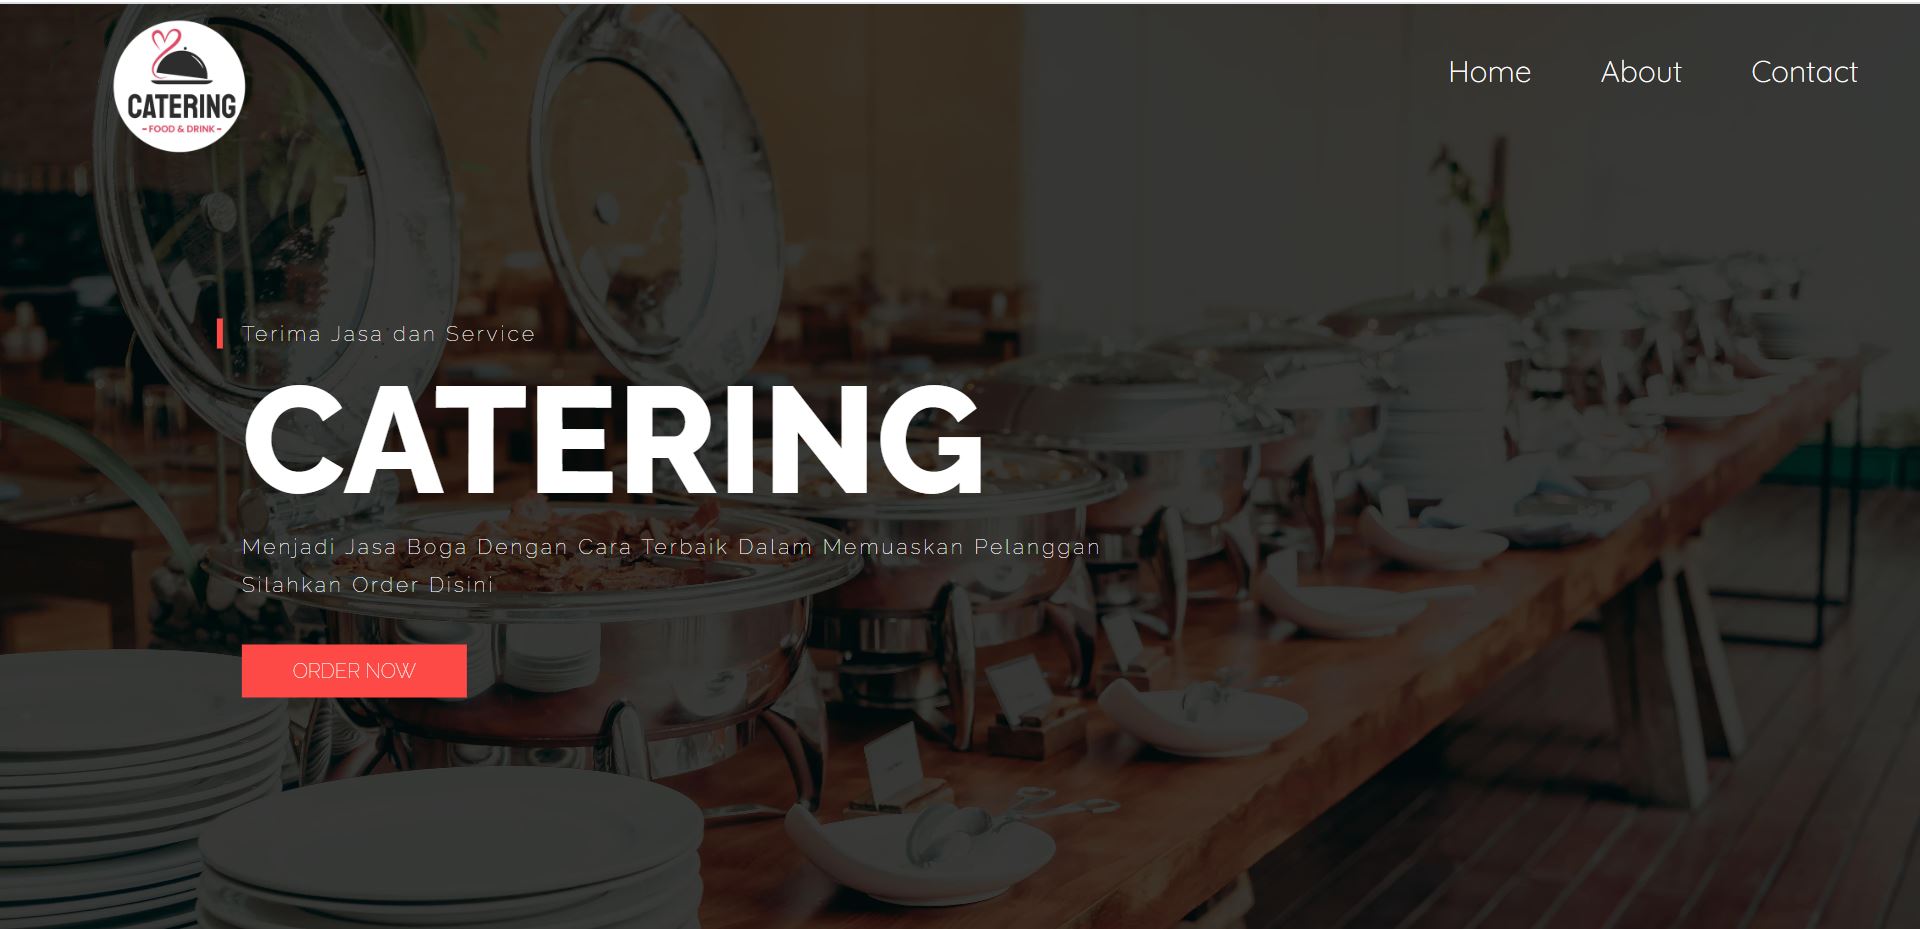 CATERING
- FOOD & DRINK -
Home About Contact
Terima Jasa dan Service
CATERING
Menjadi Jasa Boga Dengan Cara Terbaik Dalam Memuaskan Pelanggan
Silahkan Order Disini
ORDER NOW